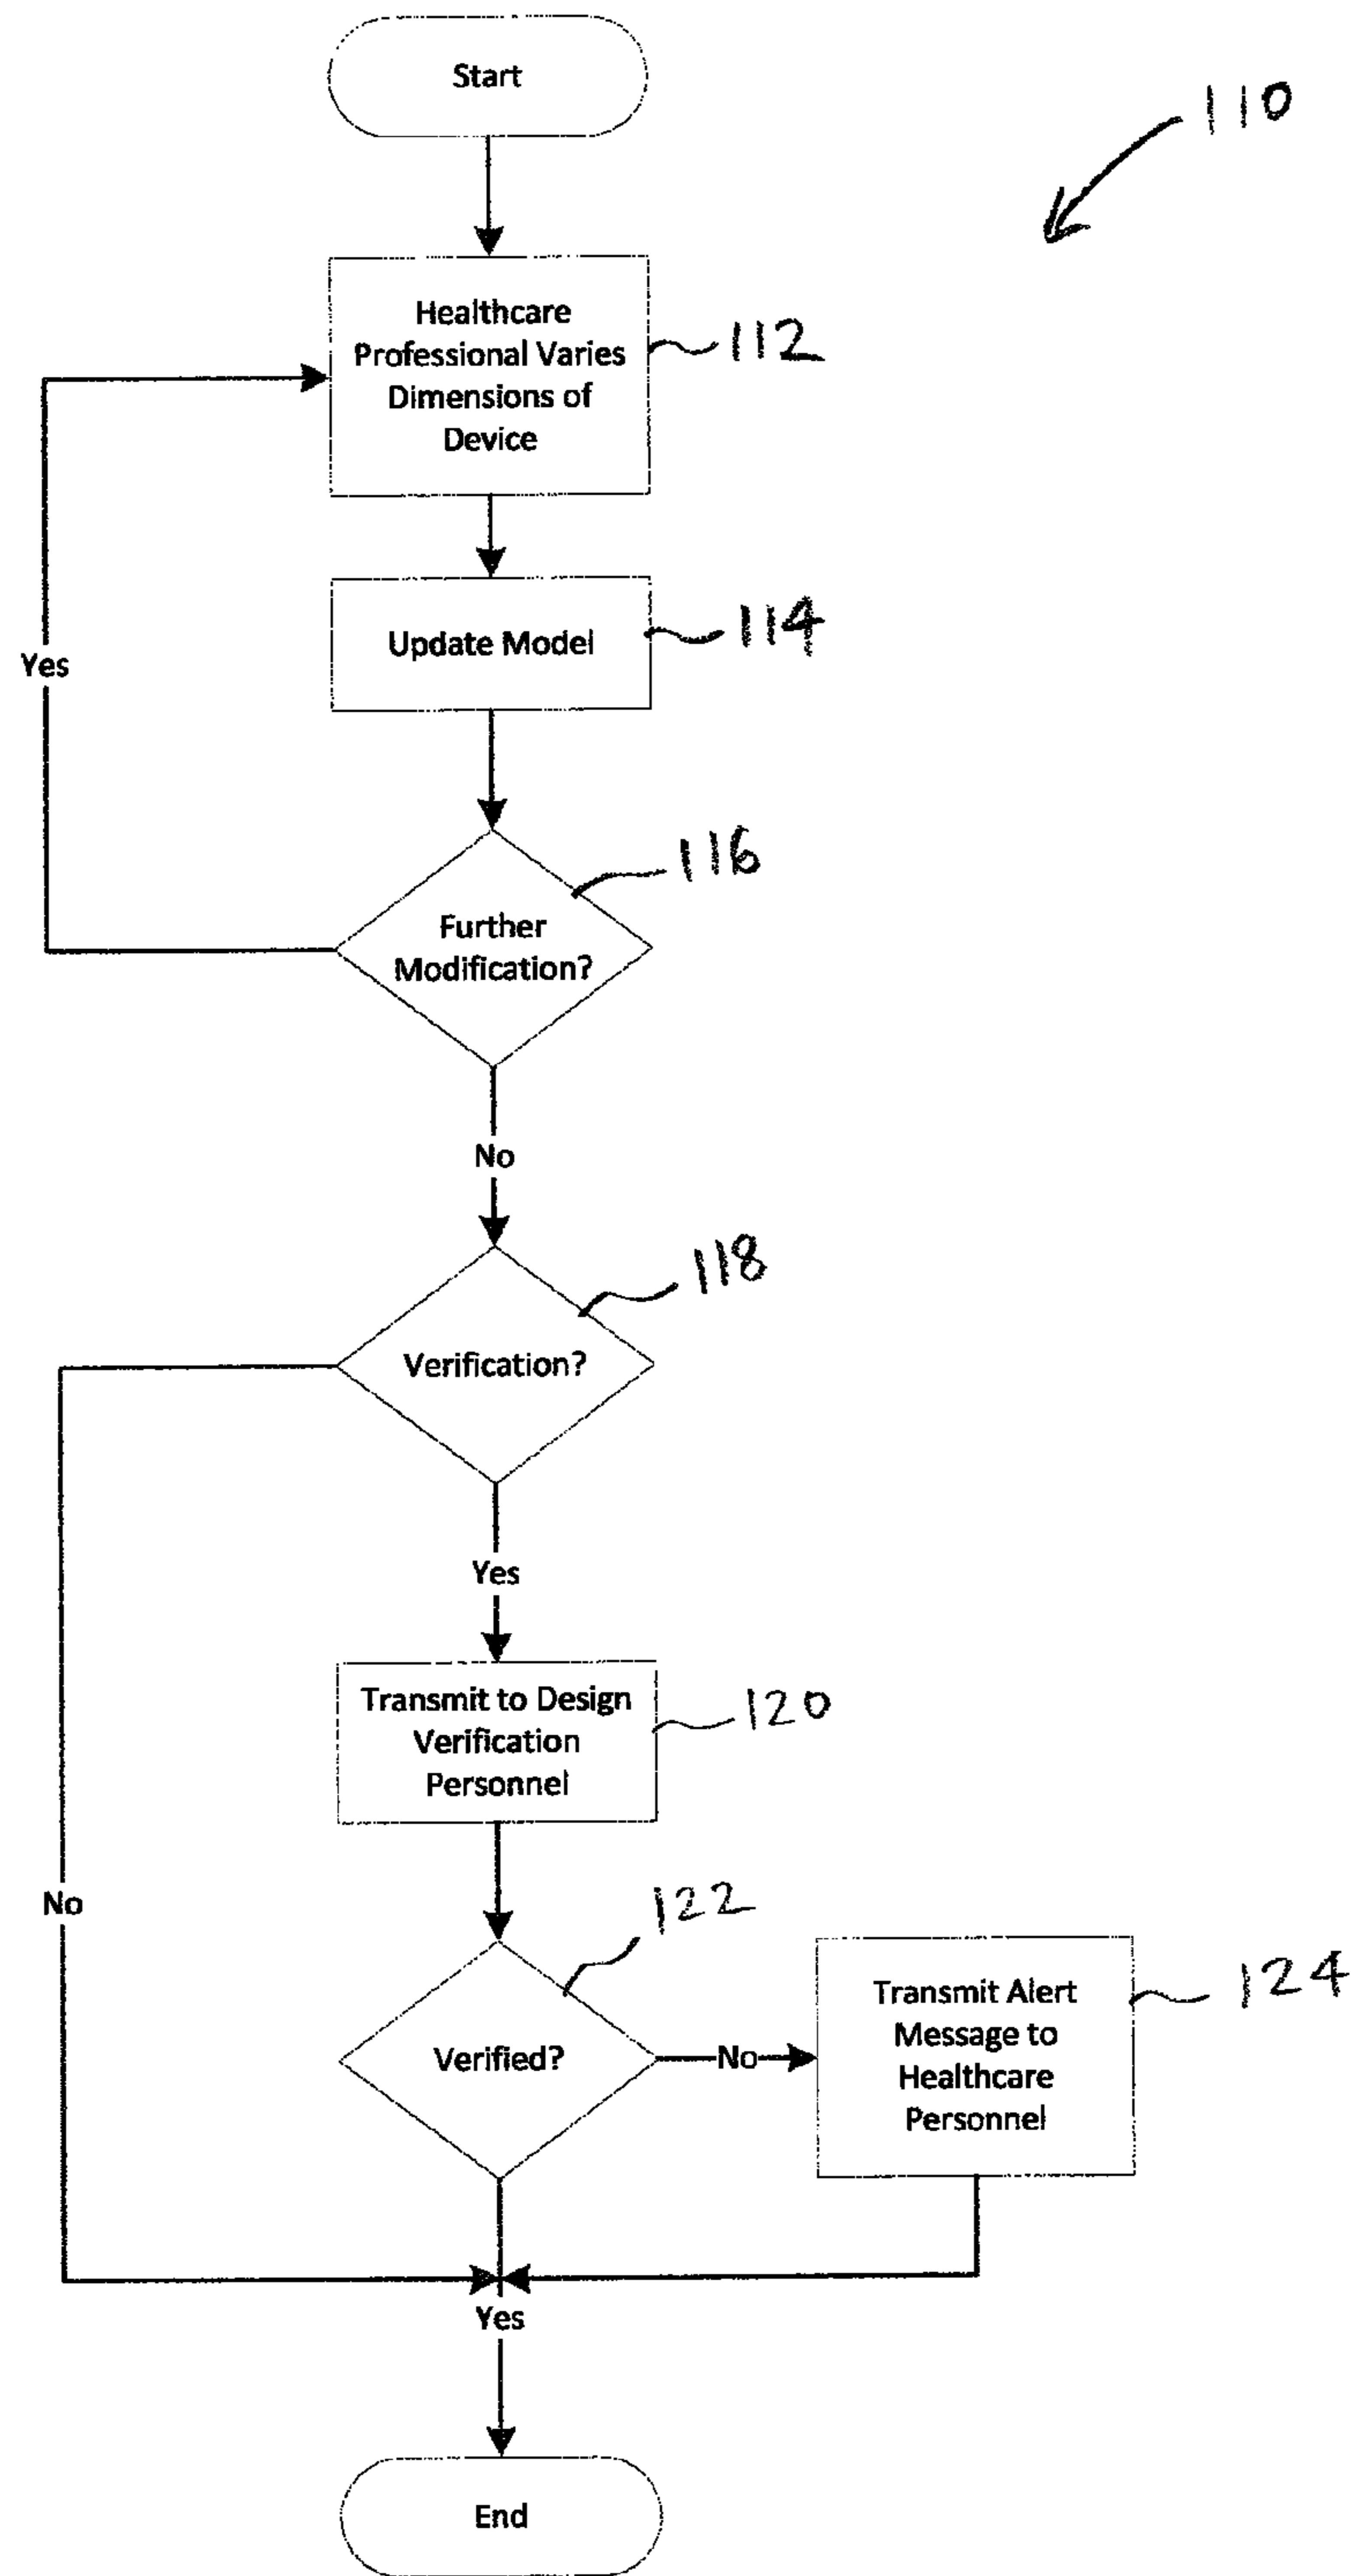 Start
110
Healthcare
Professional Varies
Dimensions of
Device
112
Update Model
114
Yes
Further
Modification?
116
No
Verification?
118
Yes
Transmit to Design
Verification
Personnel
120
No
Verified?
122
No
Transmit Alert
Message to
Healthcare
Personnel
124
Yes
End